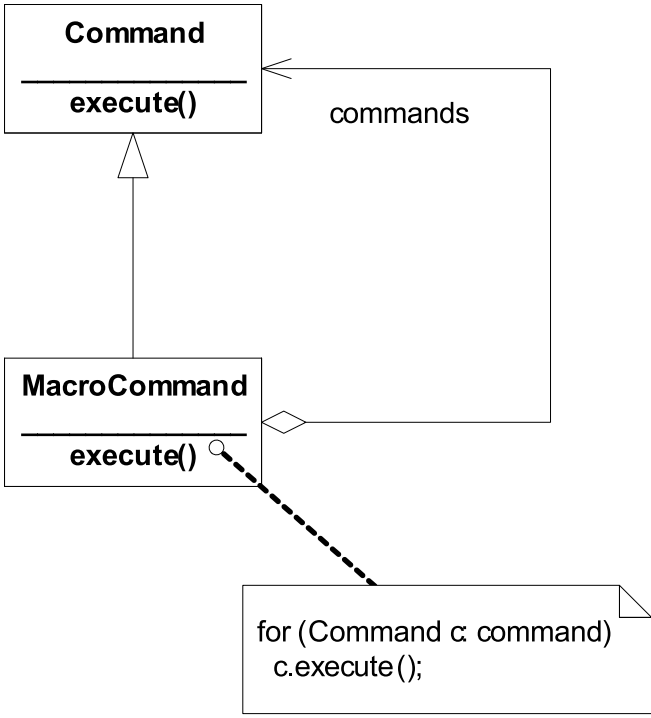 Command
execute()
commands
MacroCommand
execute()
for (Command c: command)
c.execute();